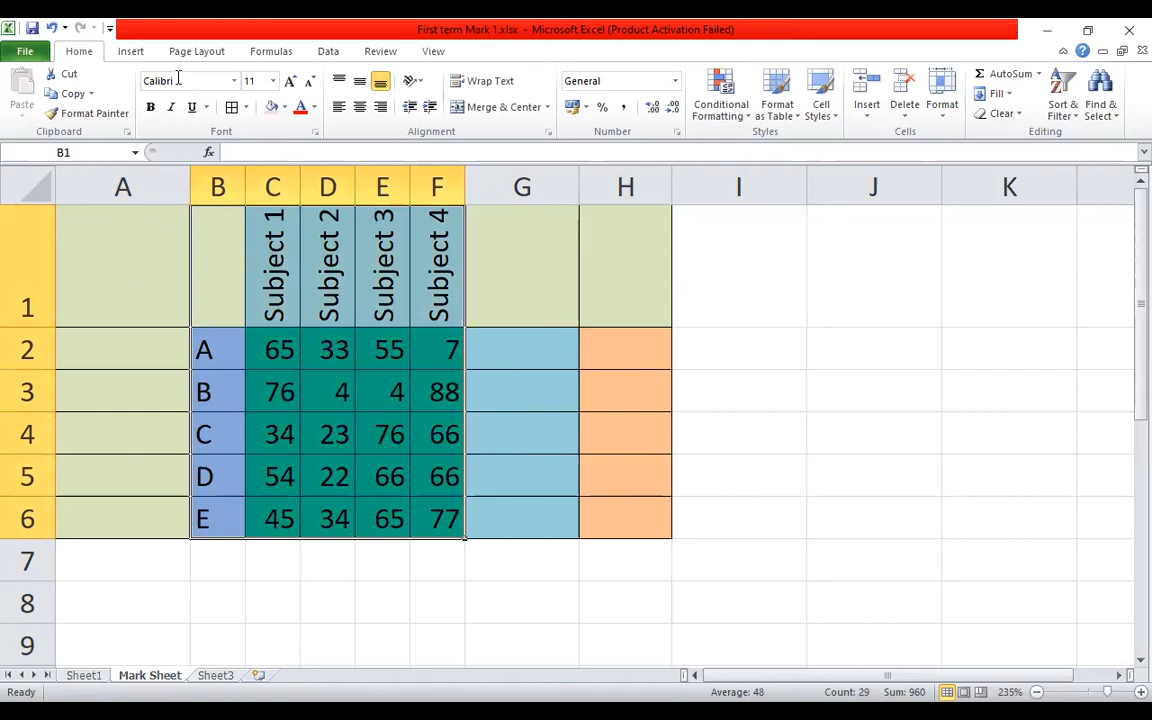 First term Mark 1.xlsx - Microsoft Excel (Product Activation Failed)
File Home Insert Page Layout Formulas Data Review View
Paste
Cut
Copy
Format Painter
Clipboard
Calibri 11
B I U
Font
Wrap Text
Merge & Center
Alignment
General
%
Number
Conditional Formatting
Format as Table
Cell Styles
Styles
Insert
Delete
Format
Cells
Σ AutoSum
Fill
Clear
Sort & Filter
Find & Select
Editing
B1 fx
A B C D E F G H I J K
1 Subject 1 Subject 2 Subject 3 Subject 4
2 A 65 33 55 7
3 B 76 4 4 88
4 C 34 23 76 66
5 D 54 22 66 66
6 E 45 34 65 77
7
8
9
Sheet1 Mark Sheet Sheet3
Ready Average: 48 Count: 29 Sum: 960 235%